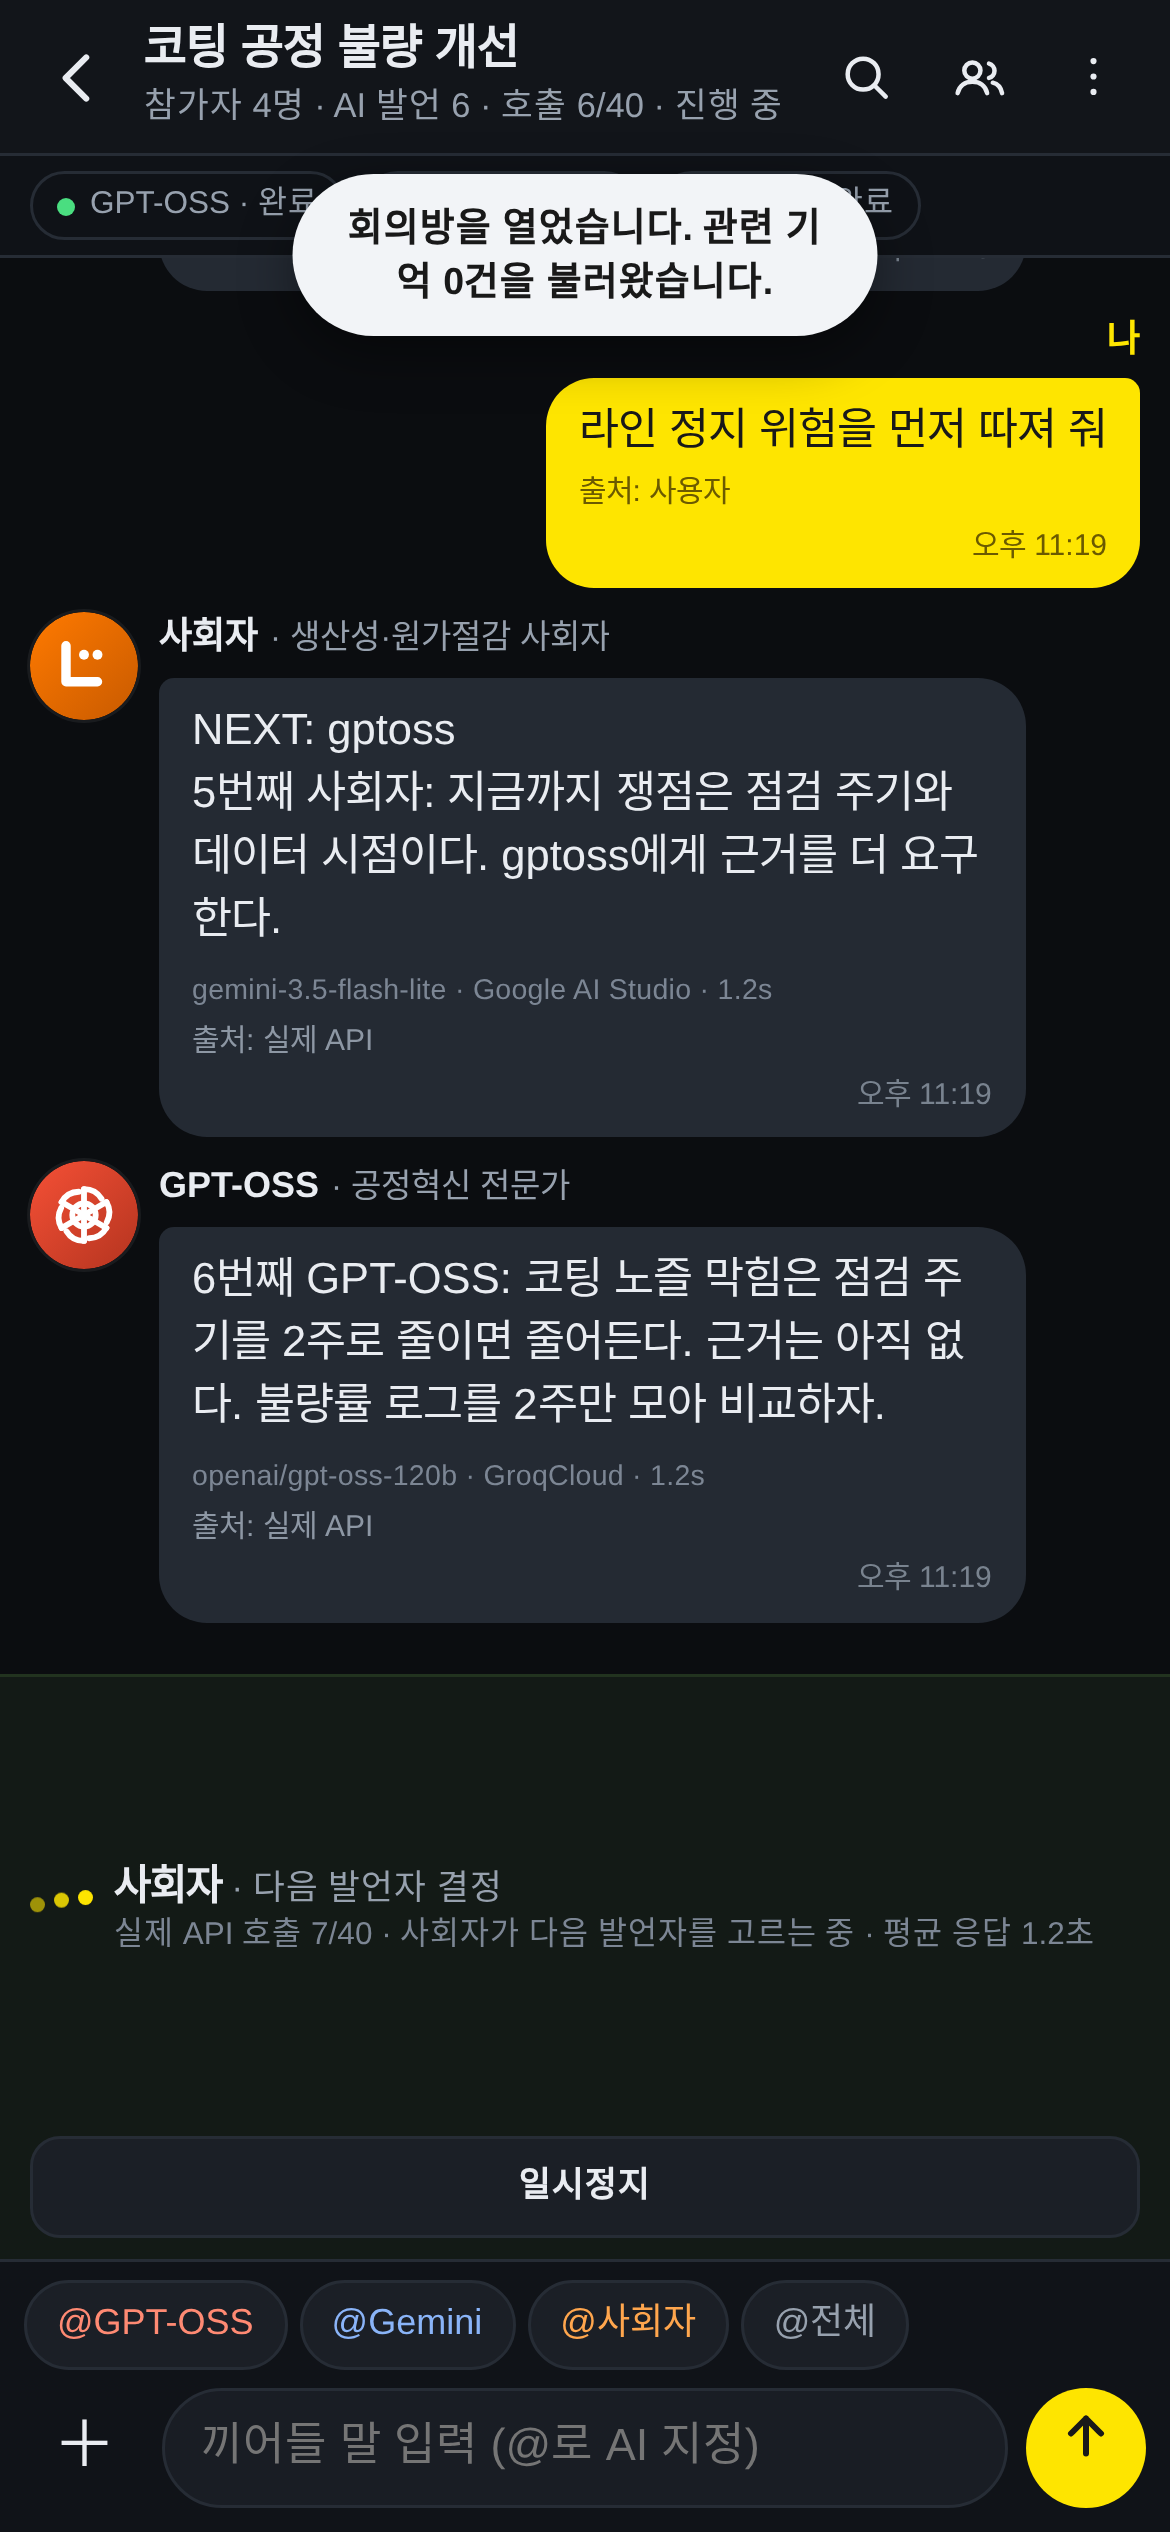 코팅 공정 불량 개선
참가자 4명 · AI 발언 6 · 호출 6/40 · 진행 중
GPT-OSS · 완료
회의방을 열었습니다. 관련 기
억 0건을 불러왔습니다.
나
라인 정지 위험을 먼저 따져 줘
출처: 사용자
오후 11:19
사회자 · 생산성·원가절감 사회자
NEXT: gptoss
5번째 사회자: 지금까지 쟁점은 점검 주기와
데이터 시점이다. gptoss에게 근거를 더 요구
한다.
gemini-3.5-flash-lite · Google AI Studio · 1.2s
출처: 실제 API
오후 11:19
GPT-OSS · 공정혁신 전문가
6번째 GPT-OSS: 코팅 노즐 막힘은 점검 주
기를 2주로 줄이면 줄어든다. 근거는 아직 없
다. 불량률 로그를 2주만 모아 비교하자.
openai/gpt-oss-120b · GroqCloud · 1.2s
출처: 실제 API
오후 11:19
사회자 · 다음 발언자 결정
실제 API 호출 7/40 · 사회자가 다음 발언자를 고르는 중 · 평균 응답 1.2초
일시정지
@GPT-OSS @Gemini @사회자 @전체
끼어들 말 입력 (@로 AI 지정)